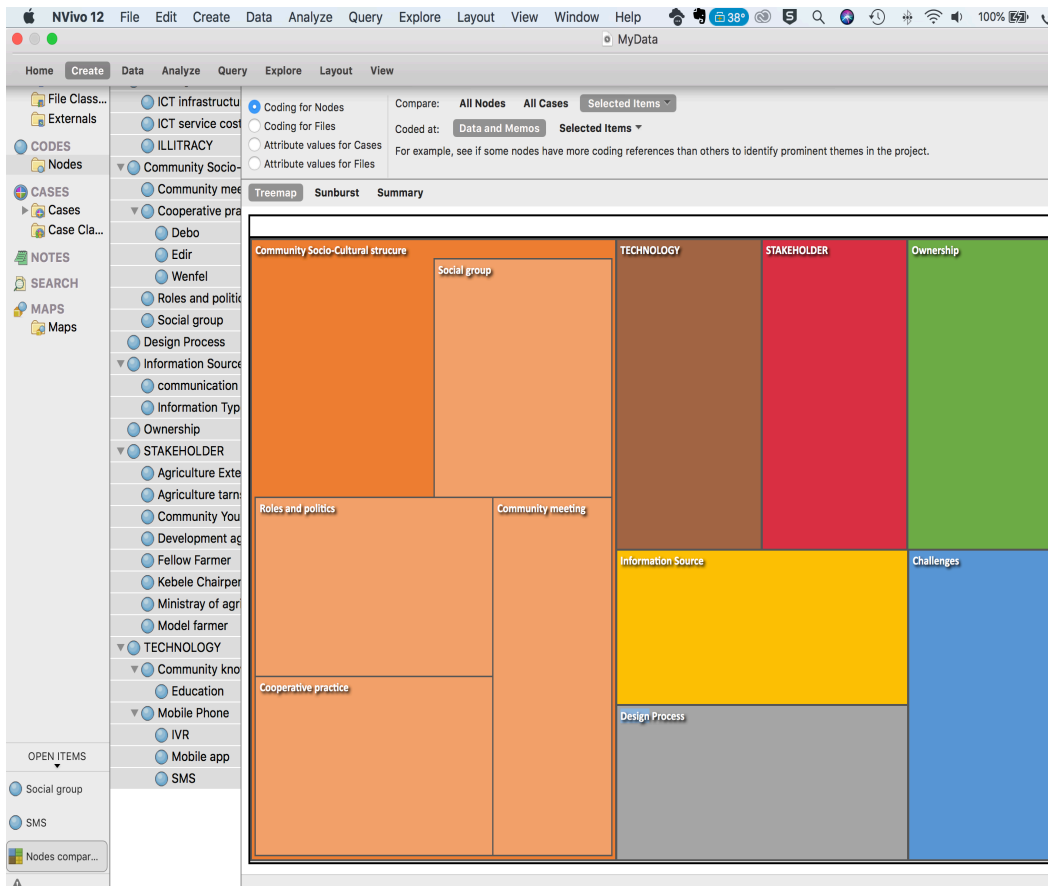 NVivo 12 File Edit Create Data Analyze Query Explore Layout View Window Help 38° 100%
MyData
Home Create Data Analyze Query Explore Layout View
File Class...
Externals
CODES
Nodes
CASES
Cases
Case Cla...
NOTES
SEARCH
MAPS
Maps
OPEN ITEMS
Social group
SMS
Nodes compar...
ICT infrastructu
ICT service cost
ILLITRACY
Community Socio-
Community mee
Cooperative pra
Debo
Edir
Wenfel
Roles and politic
Social group
Design Process
Information Source
communication
Information Typ
Ownership
STAKEHOLDER
Agriculture Exte
Agriculture tarn
Community You
Development ag
Fellow Farmer
Kebele Chairper
Ministray of agri
Model farmer
TECHNOLOGY
Community kno
Education
Mobile Phone
IVR
Mobile app
SMS
Coding for Nodes
Coding for Files
Attribute values for Cases
Attribute values for Files
Compare: All Nodes All Cases Selected Items
Coded at: Data and Memos Selected Items
For example, see if some nodes have more coding references than others to identify prominent themes in the project.
Treemap Sunburst Summary
Community Socio-Cultural strucure
Social group
Roles and politics
Community meeting
Cooperative practice
TECHNOLOGY
STAKEHOLDER
Ownership
Information Source
Challenges
Design Process